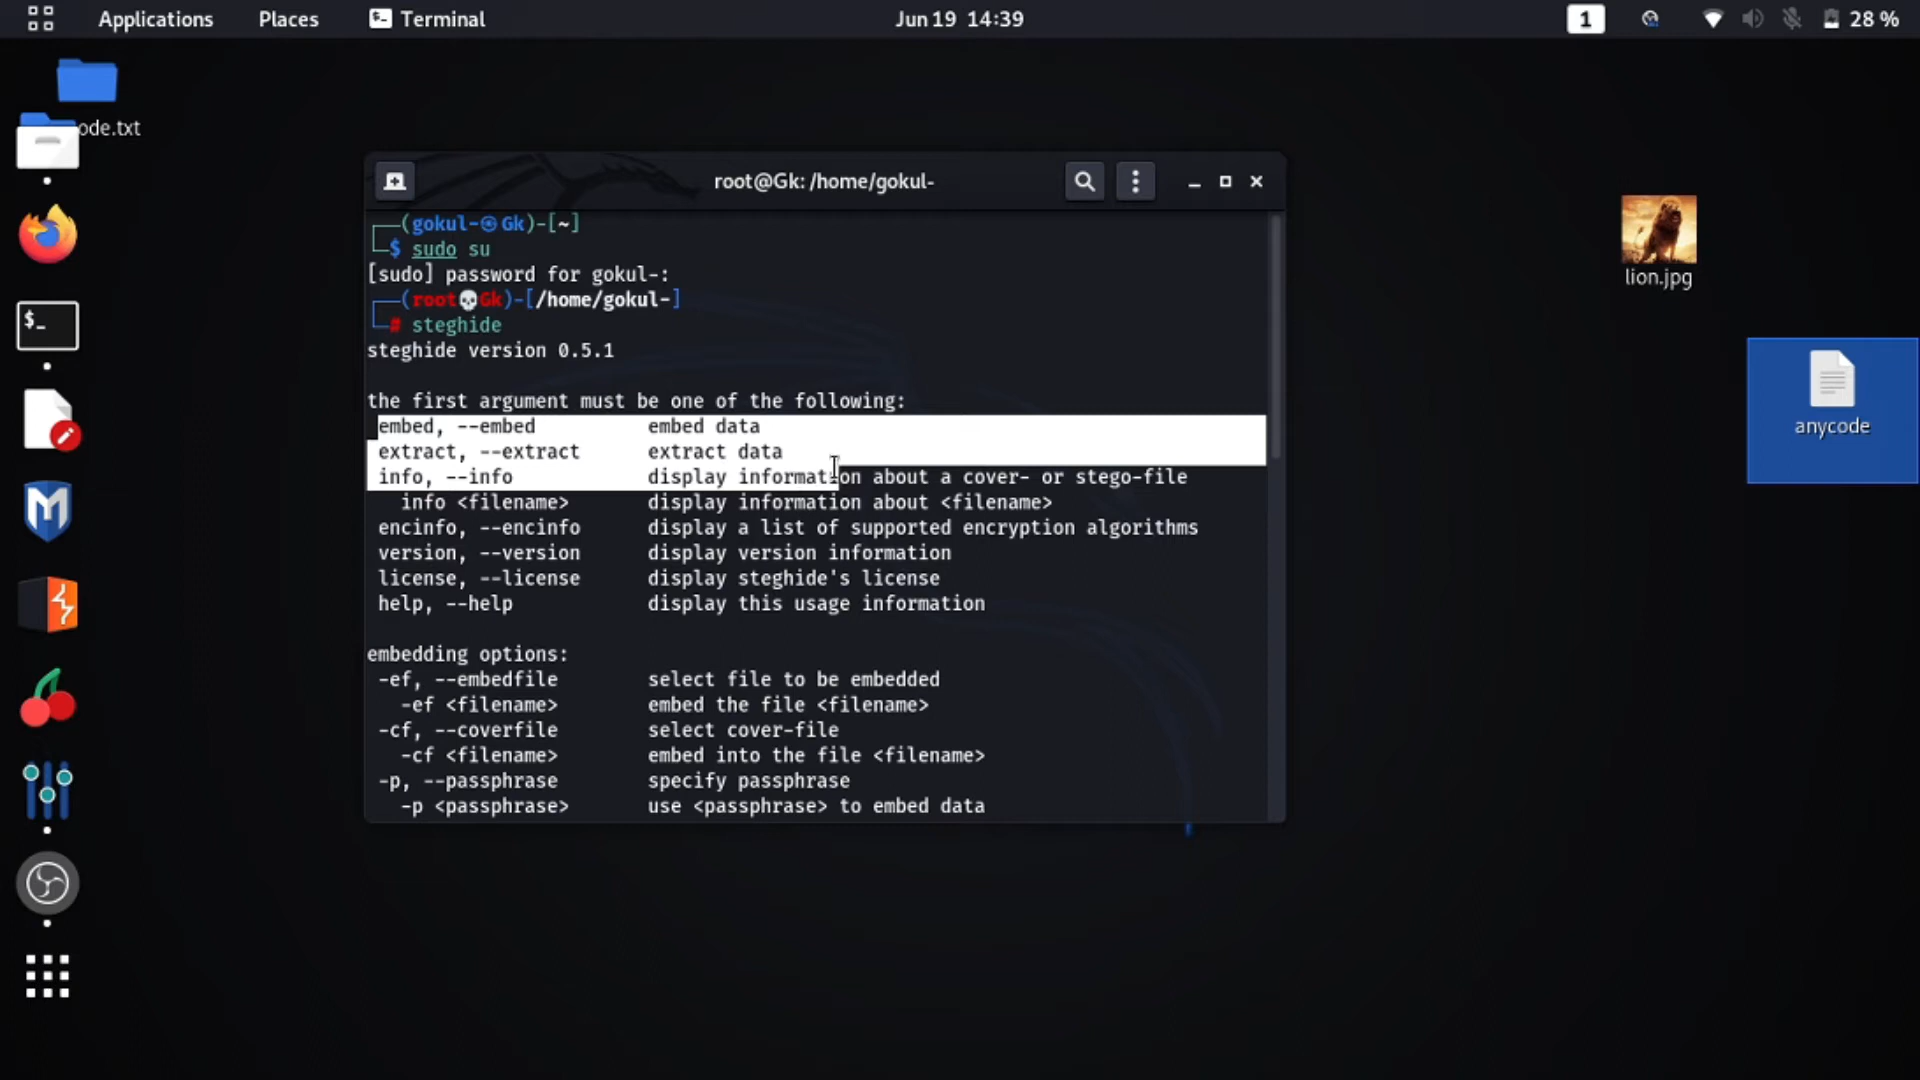 Applications Places Terminal Jun 19 14:39 1 28 %
ode.txt
root@Gk: /home/gokul-
(gokul-㉿Gk)-[~]
$ sudo su
[sudo] password for gokul-:
(root💀Gk)-[/home/gokul-]
# steghide
steghide version 0.5.1
the first argument must be one of the following:
embed, --embed embed data
extract, --extract extract data
info, --info display information about a cover- or stego-file
info <filename> display information about <filename>
encinfo, --encinfo display a list of supported encryption algorithms
version, --version display version information
license, --license display steghide's license
help, --help display this usage information
embedding options:
-ef, --embedfile select file to be embedded
-ef <filename> embed the file <filename>
-cf, --coverfile select cover-file
-cf <filename> embed into the file <filename>
-p, --passphrase specify passphrase
-p <passphrase> use <passphrase> to embed data
lion.jpg
anycode
$_